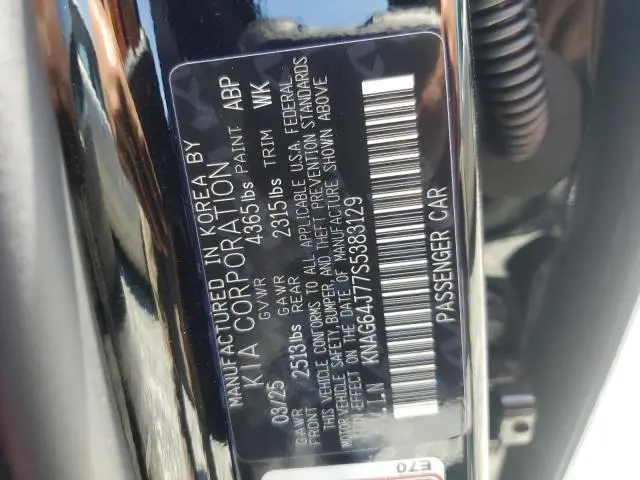 MANUFACTURED IN KOREA BY
KIA CORPORATION
03/25 GVWR 4365lbs PAINT ABP
GAWR FRONT 2513lbs GAWR REAR 2315lbs TRIM WK
THIS VEHICLE CONFORMS TO ALL APPLICABLE U.S.A. FEDERAL
MOTOR VEHICLE SAFETY, BUMPER, AND THEFT PREVENTION STANDARDS
IN EFFECT ON THE DATE OF MANUFACTURE SHOWN ABOVE
KNAG64J77S5383129
PASSENGER CAR
E70